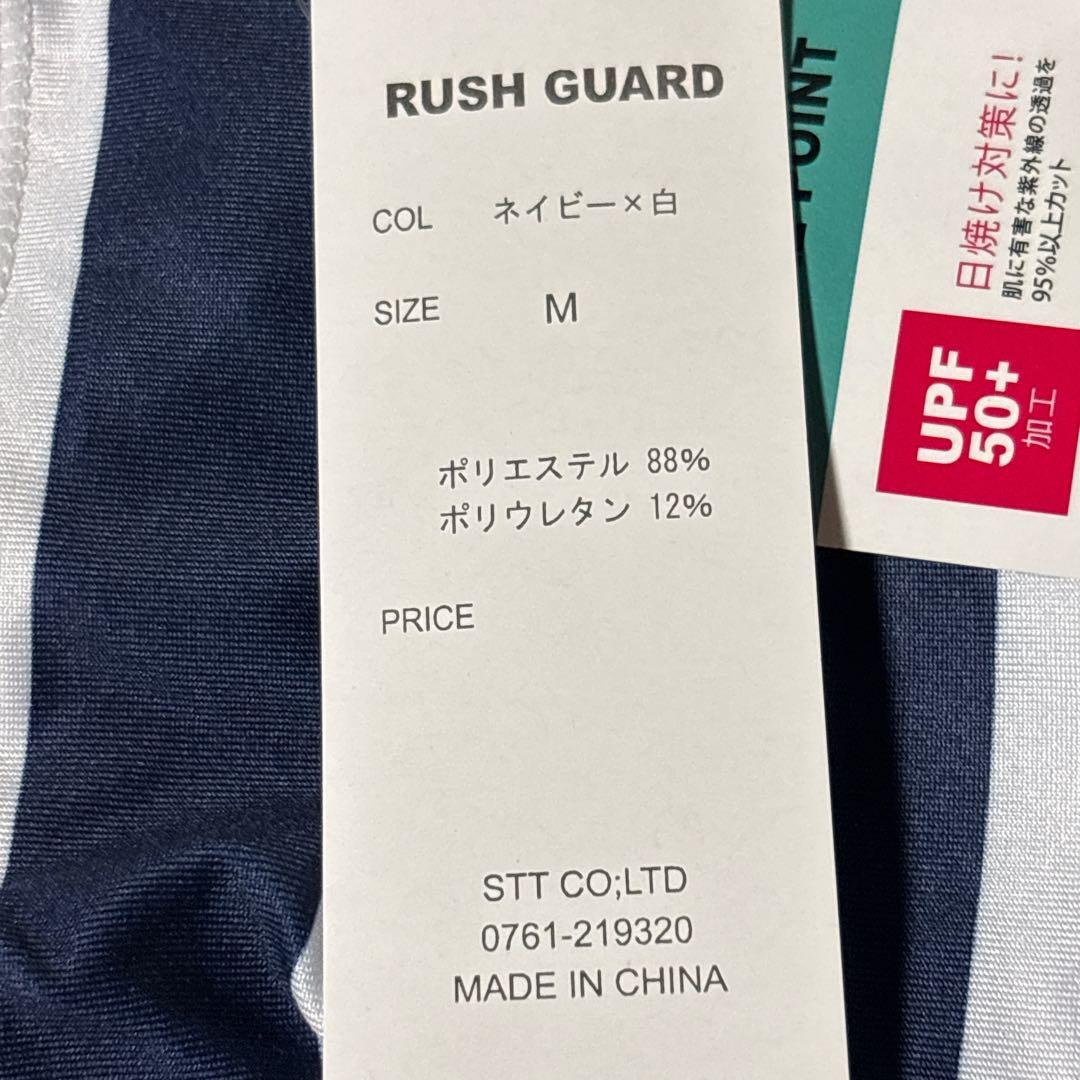 RUSH GUARD
COL ネイビー×白
SIZE M
ポリエステル 88%
ポリウレタン 12%
PRICE
STT CO;LTD
0761-219320
MADE IN CHINA
POINT
日焼け対策に!
肌に有害な紫外線の透過を
95%以上カット
UPF
50+
加工